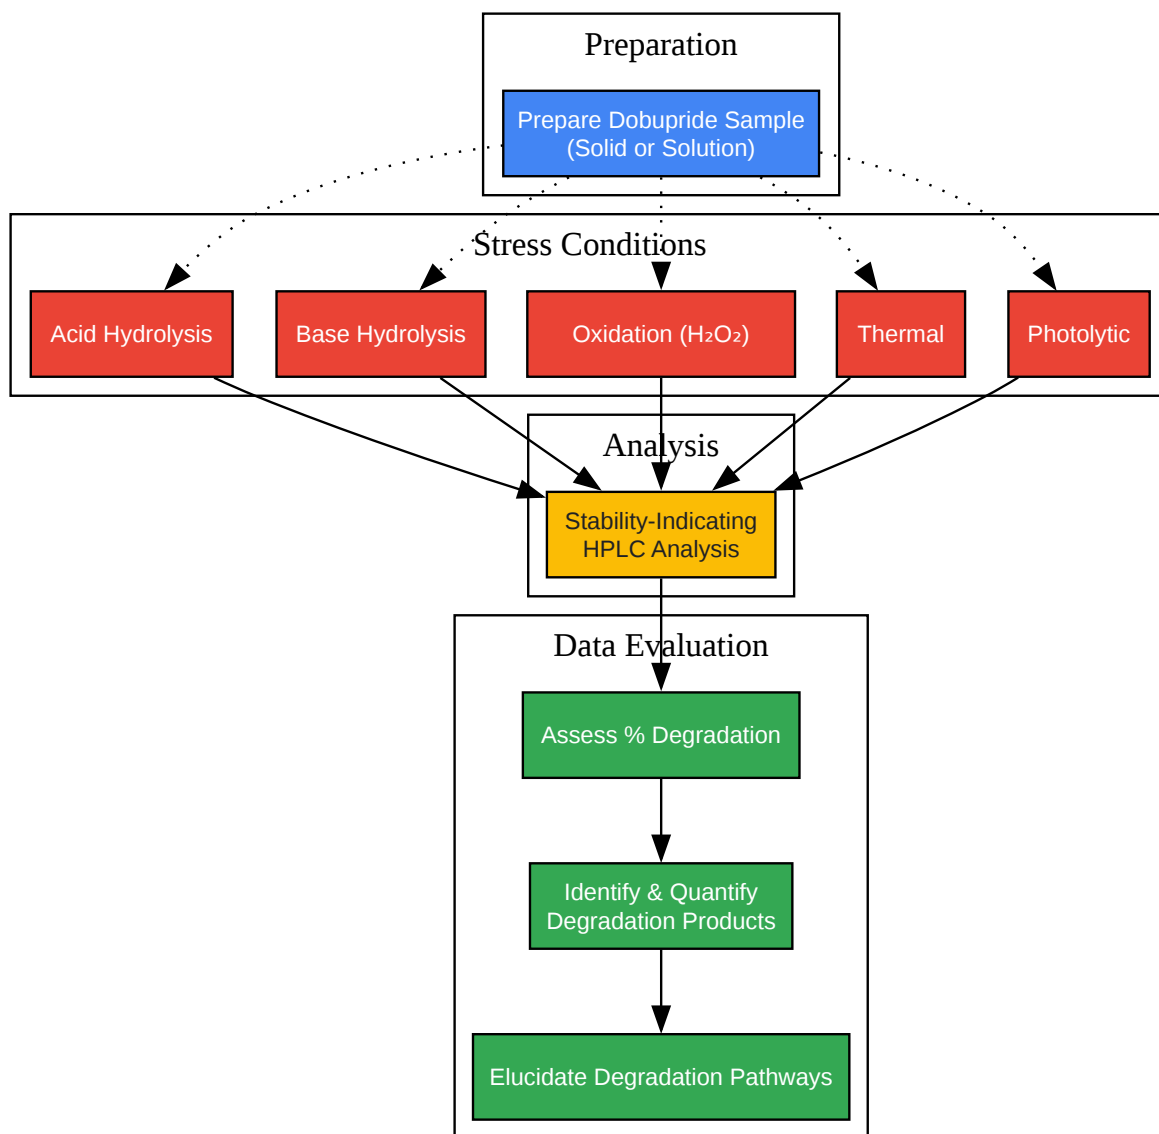 Preparation
Prepare Dobupride Sample
(Solid or Solution)
Stress Conditions
Acid Hydrolysis
Base Hydrolysis
Oxidation (H₂O₂)
Thermal
Photolytic
Analysis
Stability-Indicating
HPLC Analysis
Data Evaluation
Assess % Degradation
Identify & Quantify
Degradation Products
Elucidate Degradation Pathways